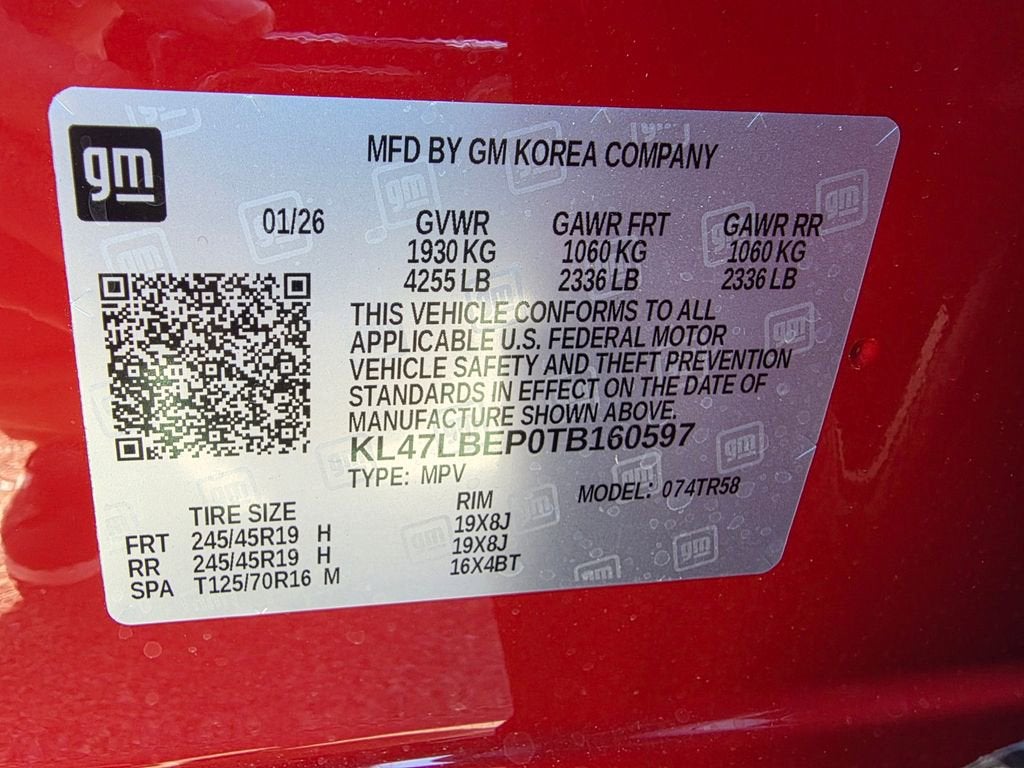 gm
MFD BY GM KOREA COMPANY
01/26 GVWR GAWR FRT GAWR RR
1930 KG 1060 KG 1060 KG
4255 LB 2336 LB 2336 LB
THIS VEHICLE CONFORMS TO ALL
APPLICABLE U.S. FEDERAL MOTOR
VEHICLE SAFETY AND THEFT PREVENTION
STANDARDS IN EFFECT ON THE DATE OF
MANUFACTURE SHOWN ABOVE.
KL47LBEP0TB160597
TYPE: MPV MODEL: 074TR58
TIRE SIZE RIM
FRT 245/45R19 H 19X8J
RR 245/45R19 H 19X8J
SPA T125/70R16 M 16X4BT